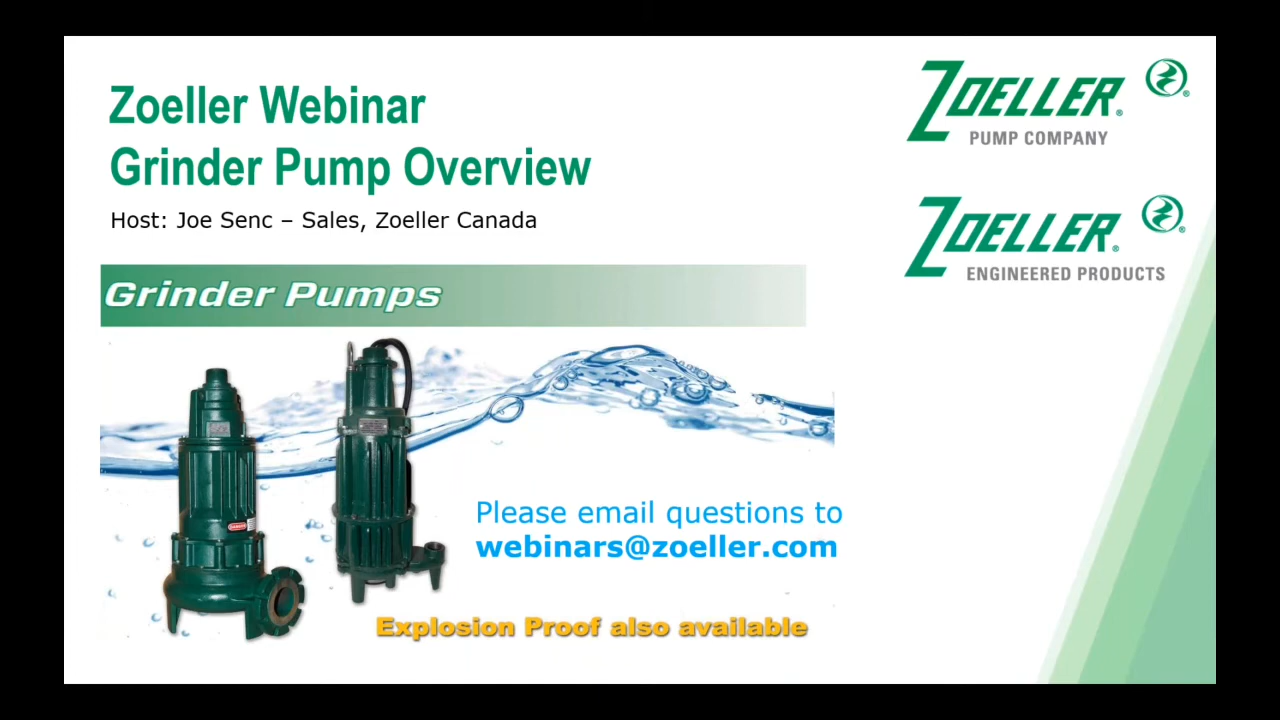 Zoeller Webinar
Grinder Pump Overview
Host: Joe Senc – Sales, Zoeller Canada
ZOELLER®
PUMP COMPANY
ZOELLER®
ENGINEERED PRODUCTS
Grinder Pumps
Please email questions to
webinars@zoeller.com
Explosion Proof also available